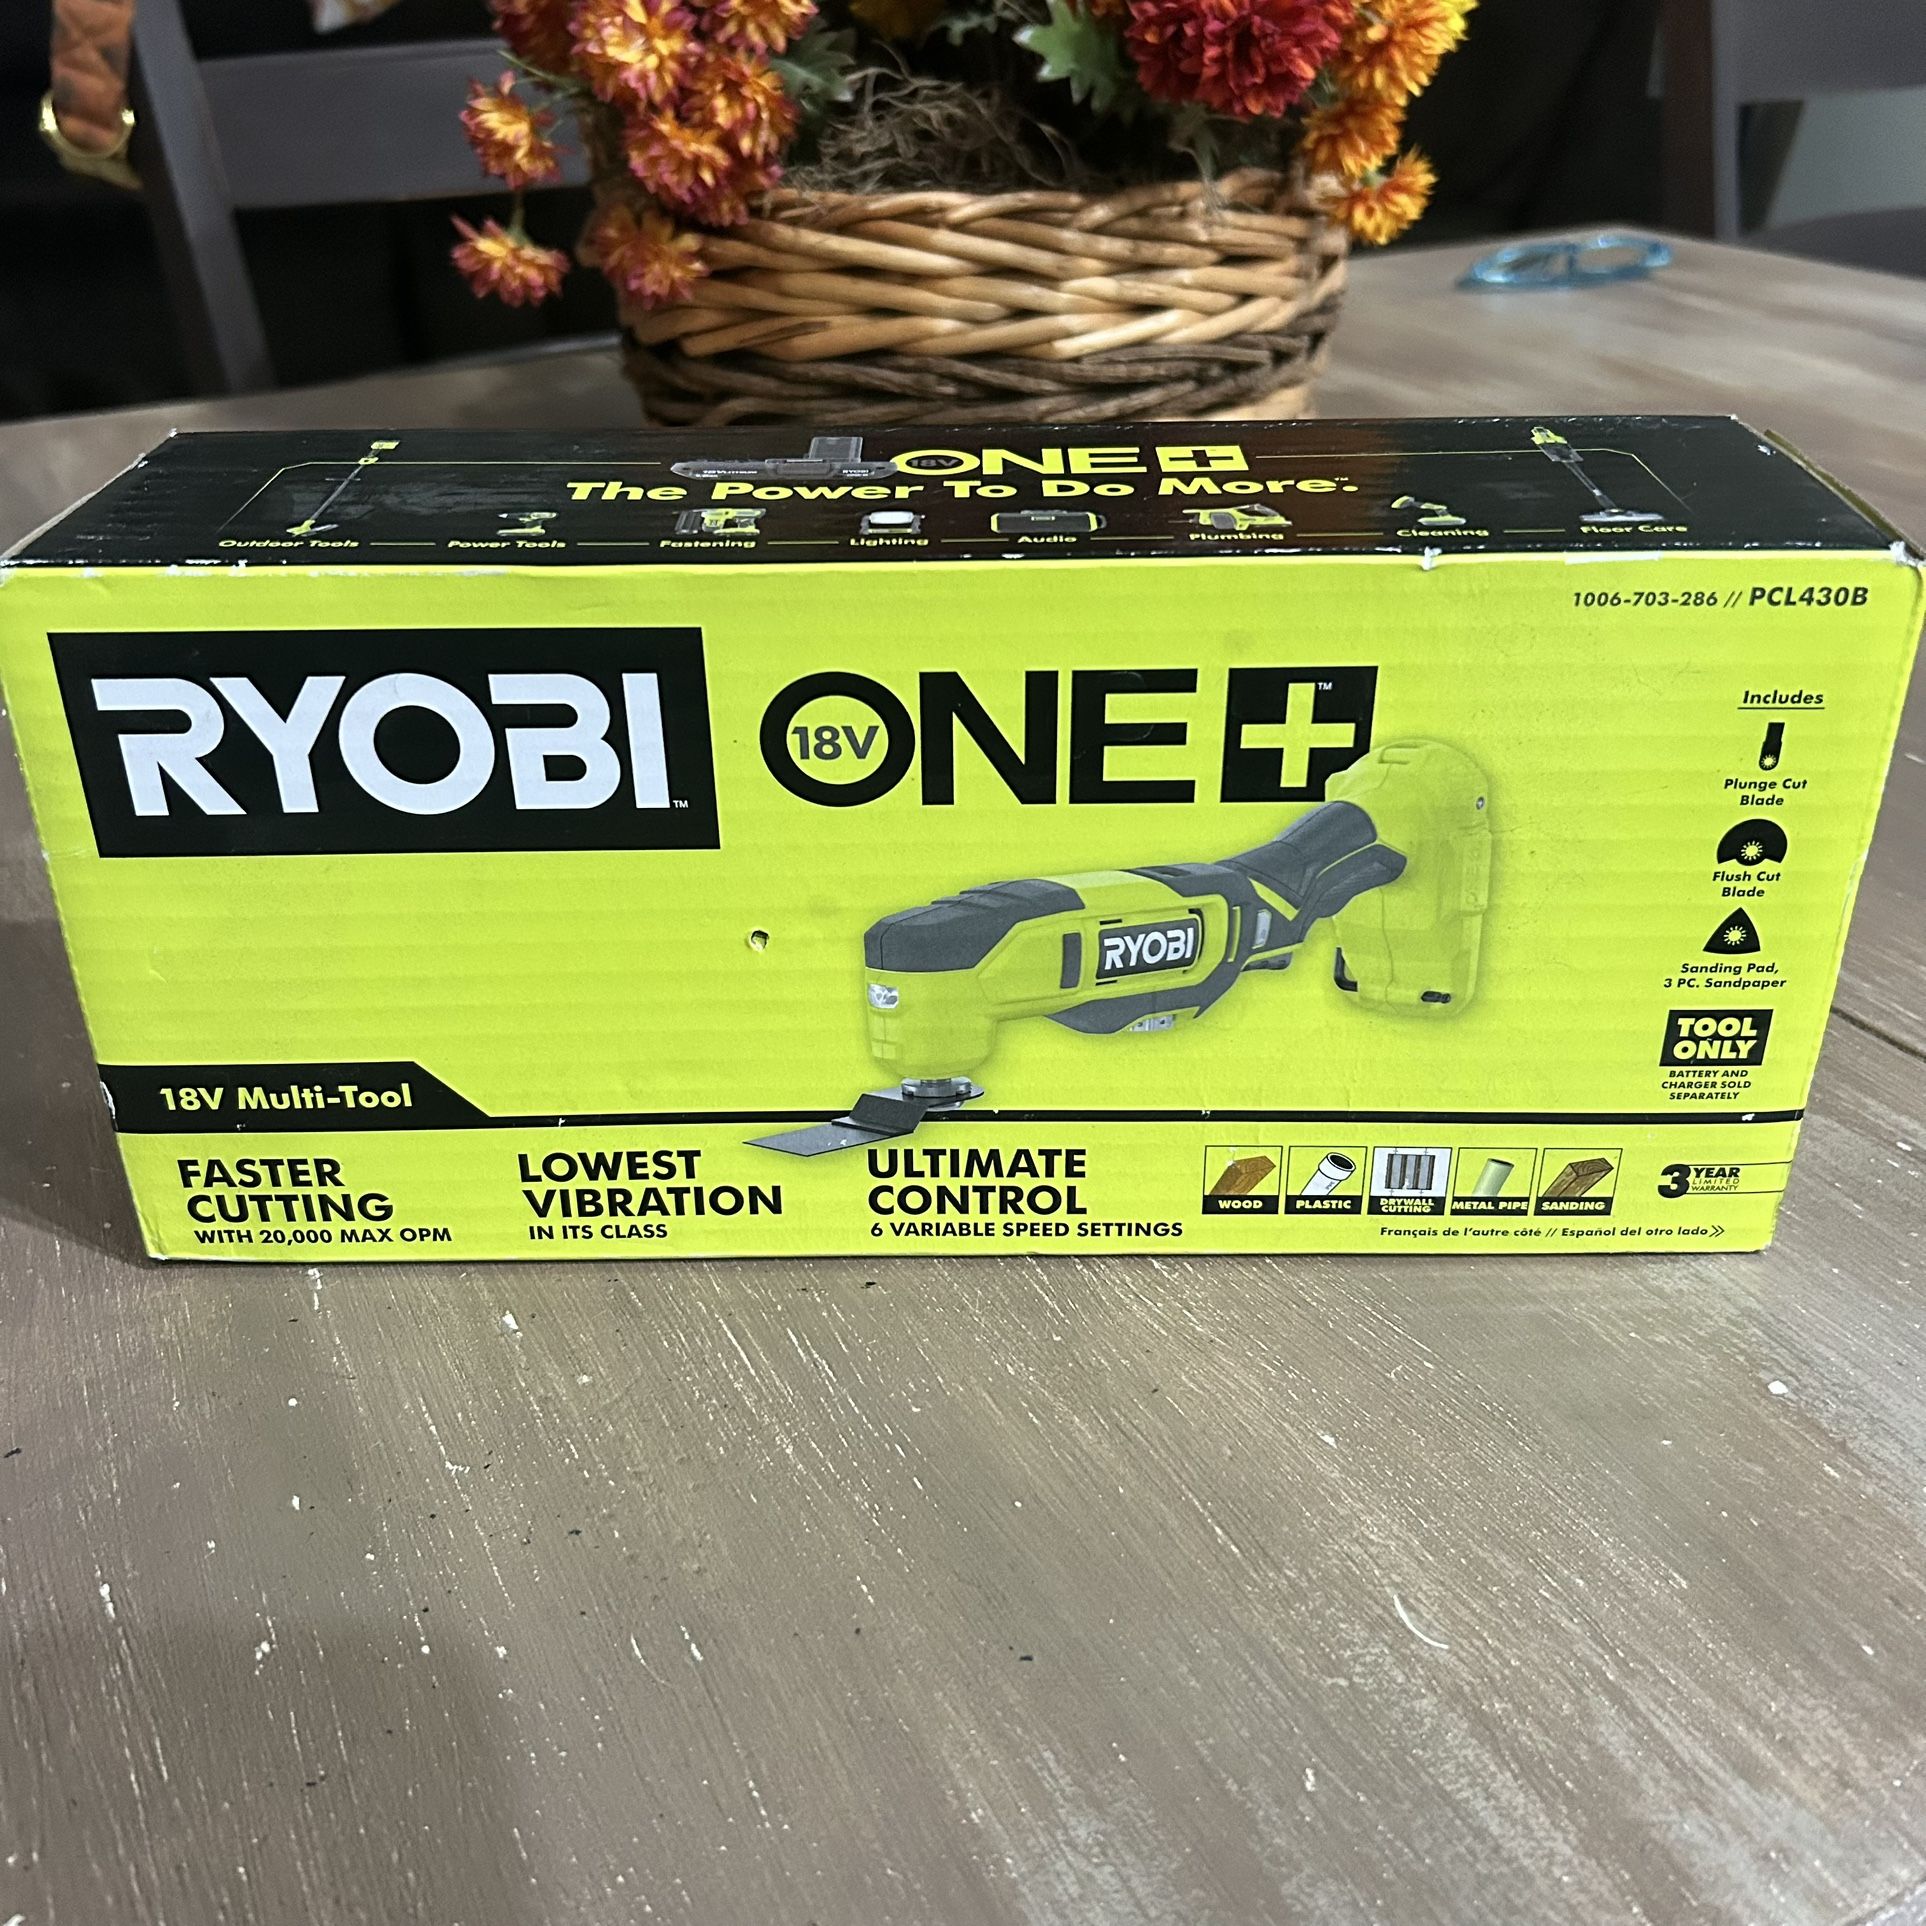 18V ONE+
The Power To Do More.™
Outdoor Tools
Power Tools
Fastening
Lighting
Audio
Plumbing
Cleaning
Floor Care
1006-703-286 // PCL430B
RYOBI™
18V ONE+™
RYOBI
Includes
Plunge Cut
Blade
Flush Cut
Blade
Sanding Pad,
3 PC. Sandpaper
TOOL
ONLY
BATTERY AND
CHARGER SOLD
SEPARATELY
18V Multi-Tool
FASTER
CUTTING
WITH 20,000 MAX OPM
LOWEST
VIBRATION
IN ITS CLASS
ULTIMATE
CONTROL
6 VARIABLE SPEED SETTINGS
WOOD
PLASTIC
DRYWALL
CUTTING
METAL PIPE
SANDING
3 YEAR
LIMITED
WARRANTY
Français de l'autre côté // Español del otro lado